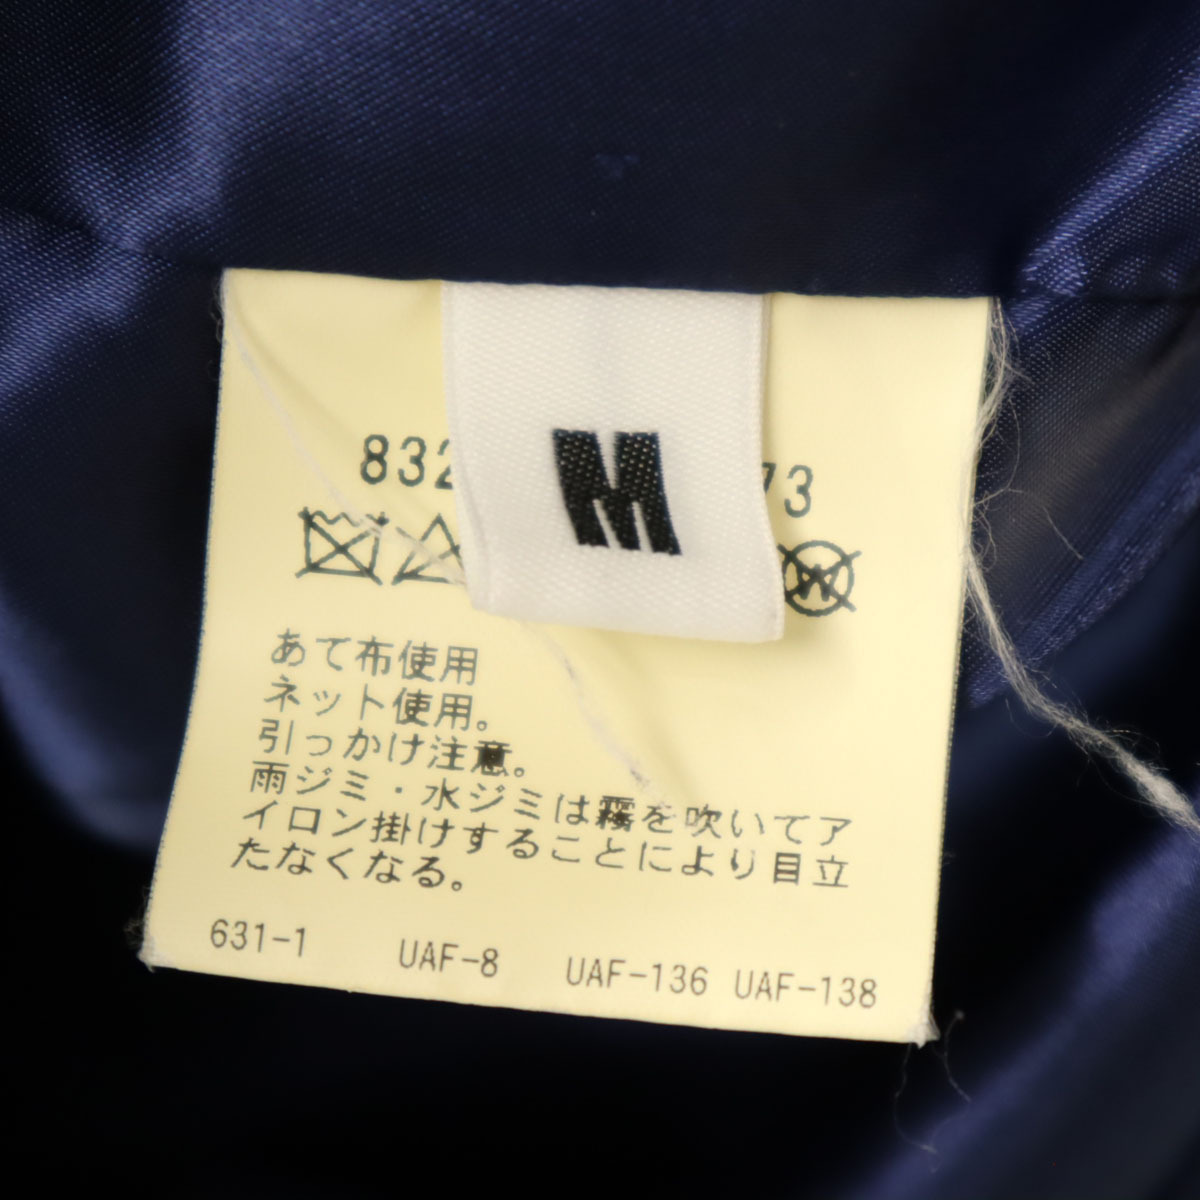 M
832
73
W
あて布使用
ネット使用。
引っかけ注意。
雨ジミ・水ジミは霧を吹いてア
イロン掛けすることにより目立
たなくなる。
631-1 UAF-8 UAF-136 UAF-138